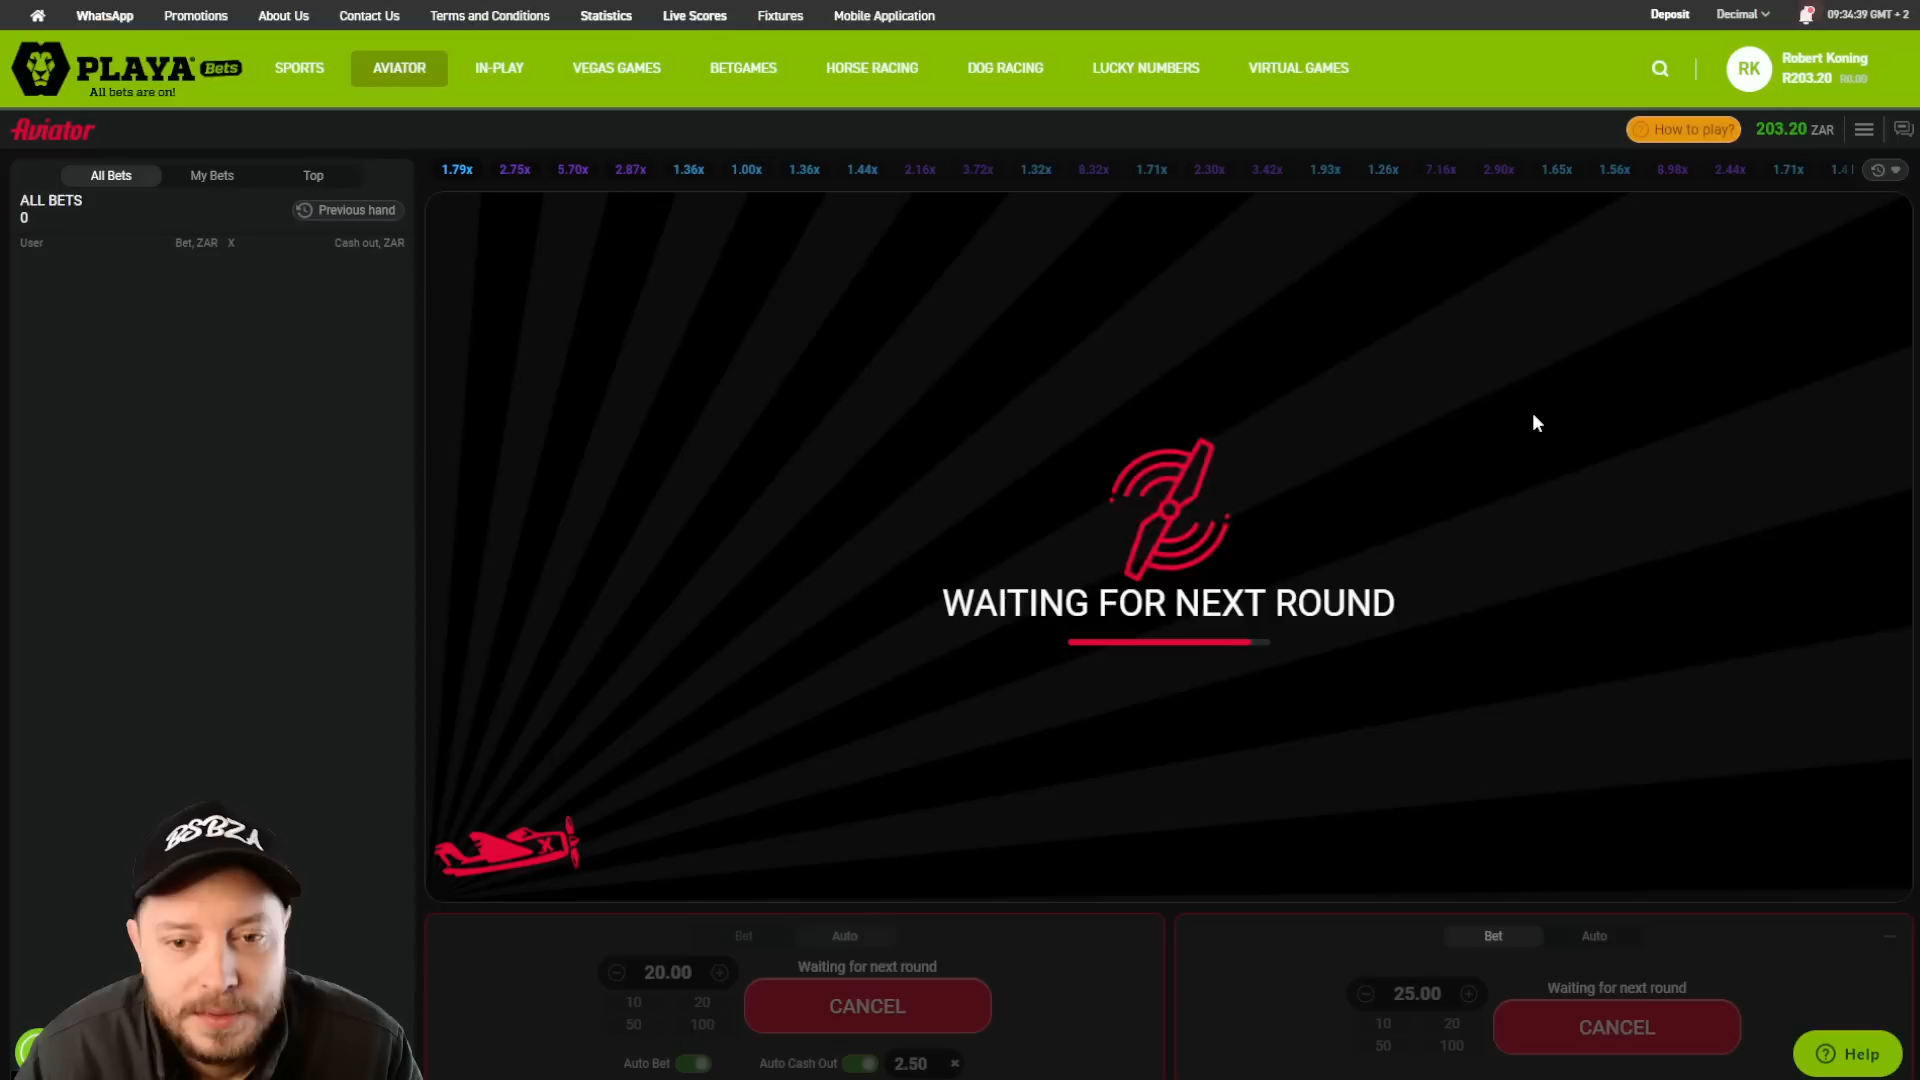 WhatsApp Promotions About Us Contact Us Terms and Conditions Statistics Live Scores Fixtures Mobile Application Deposit Decimal 09:34:39 GMT + 2
PLAYA Bets
All bets are on!
SPORTS AVIATOR IN-PLAY VEGAS GAMES BETGAMES HORSE RACING DOG RACING LUCKY NUMBERS VIRTUAL GAMES
RK
Robert Koning
R203.20 R0.00
Aviator
How to play? 203.20 ZAR
All Bets My Bets Top
1.79x 2.75x 5.70x 2.87x 1.36x 1.00x 1.36x 1.44x 2.16x 3.72x 1.32x 8.32x 1.71x 2.30x 3.42x 1.93x 1.26x 7.16x 2.90x 1.65x 1.56x 8.98x 2.44x 1.71x
ALL BETS
0
Previous hand
User Bet, ZAR X Cash out, ZAR
WAITING FOR NEXT ROUND
X
BSBZA
Bet Auto
20.00
10 20
50 100
Waiting for next round
CANCEL
Auto Bet Auto Cash Out 2.50
Bet Auto
25.00
10 20
50 100
Waiting for next round
CANCEL
Help